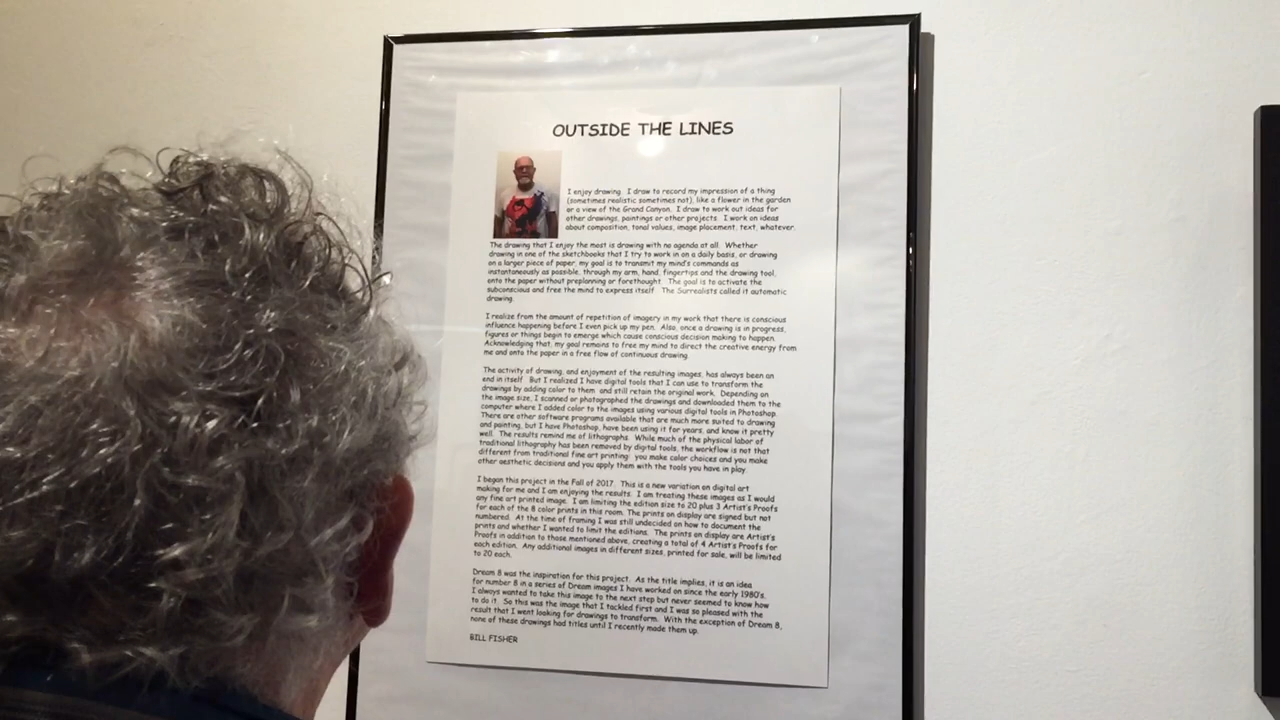 OUTSIDE THE LINES
I enjoy drawing. I draw to record my impression of a thing
(sometimes realistic sometimes not), like a flower in the garden
or a view of the Grand Canyon. I draw to work out ideas for
other drawings, paintings or other projects. I work on ideas
about composition, tonal values, image placement, text, whatever.
The drawing that I enjoy the most is drawing with no agenda at all. Whether
drawing in one of the sketchbooks that I try to work in on a daily basis, or drawing
on a larger piece of paper, my goal is to transmit my mind's commands as
instantaneously as possible, through my arm, hand, fingertips and the drawing tool,
onto the paper without preplanning or forethought. The goal is to activate the
subconscious and free the mind to express itself. The Surrealists called it automatic
drawing.
I realize from the amount of repetition of imagery in my work that there is conscious
influence happening before I even pick up my pen. Also, once a drawing is in progress,
figures or things begin to emerge which cause conscious decision making to happen.
Acknowledging that, my goal remains to free my mind to direct the creative energy from
me and onto the paper in a free flow of continuous drawing.
The activity of drawing, and enjoyment of the resulting images, has always been an
end in itself. But I realized I have digital tools that I can use to transform the
drawings by adding color to them and still retain the original work. Depending on
the image size, I scanned or photographed the drawings and downloaded them to the
computer where I added color to the images using various digital tools in Photoshop.
There are other software programs available that are much more suited to drawing
and painting, but I have Photoshop, have been using it for years, and know it pretty
well. The results remind me of lithographs. While much of the physical labor of
traditional lithography has been removed by digital tools, the workflow is not that
different from traditional fine art printing: you make color choices and you make
other aesthetic decisions and you apply them with the tools you have in play.
I began this project in the Fall of 2017. This is a new variation on digital art
making for me and I am enjoying the results. I am treating these images as I would
any fine art printed image. I am limiting the edition size to 20 plus 3 Artist's Proofs
for each of the 8 color prints in this room. The prints on display are signed but not
numbered. At the time of framing I was still undecided on how to document the
prints and whether I wanted to limit the editions. The prints on display are Artist's
Proofs in addition to those mentioned above, creating a total of 4 Artist's Proofs for
each edition. Any additional images in different sizes, printed for sale, will be limited
to 20 each.
Dream 8 was the inspiration for this project. As the title implies, it is an idea
for number 8 in a series of Dream images I have worked on since the early 1980's.
I always wanted to take this image to the next step but never seemed to know how
to do it. So this was the image that I tackled first and I was so pleased with the
result that I went looking for drawings to transform. With the exception of Dream 8,
none of these drawings had titles until I recently made them up.
BILL FISHER